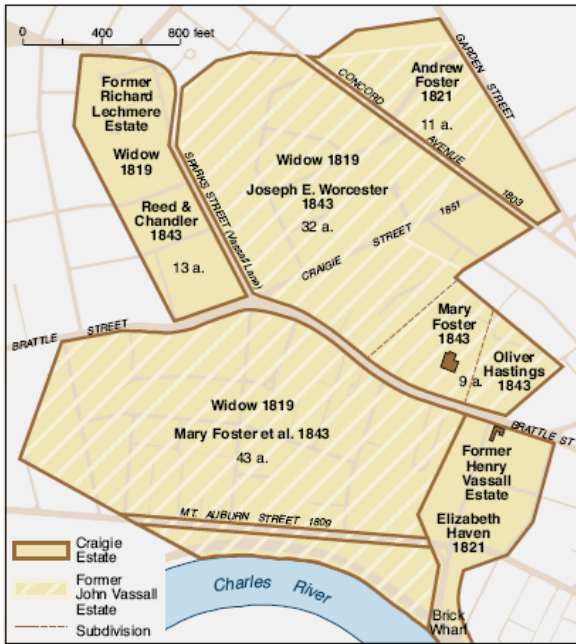 0 400 800 feet
Former
Richard
Lechmere
Estate
Widow
1819
Reed &
Chandler
1843
13 a.
SPARKS STREET (Vassall Lane)
Widow 1819
Joseph E. Worcester
1843
32 a.
CRAIGIE STREET 1851
CONCORD AVENUE 1803
Andrew
Foster
1821
11 a.
GARDEN STREET
BRATTLE STREET
Mary
Foster
1843
Oliver
Hastings
1843
9 a.
BRATTLE ST
Widow 1819
Mary Foster et al. 1843
43 a.
Former
Henry
Vassall
Estate
Elizabeth
Haven
1821
MT. AUBURN STREET 1809
Charles River
Brick
Wharf
Craigie
Estate
Former
John Vassall
Estate
Subdivision